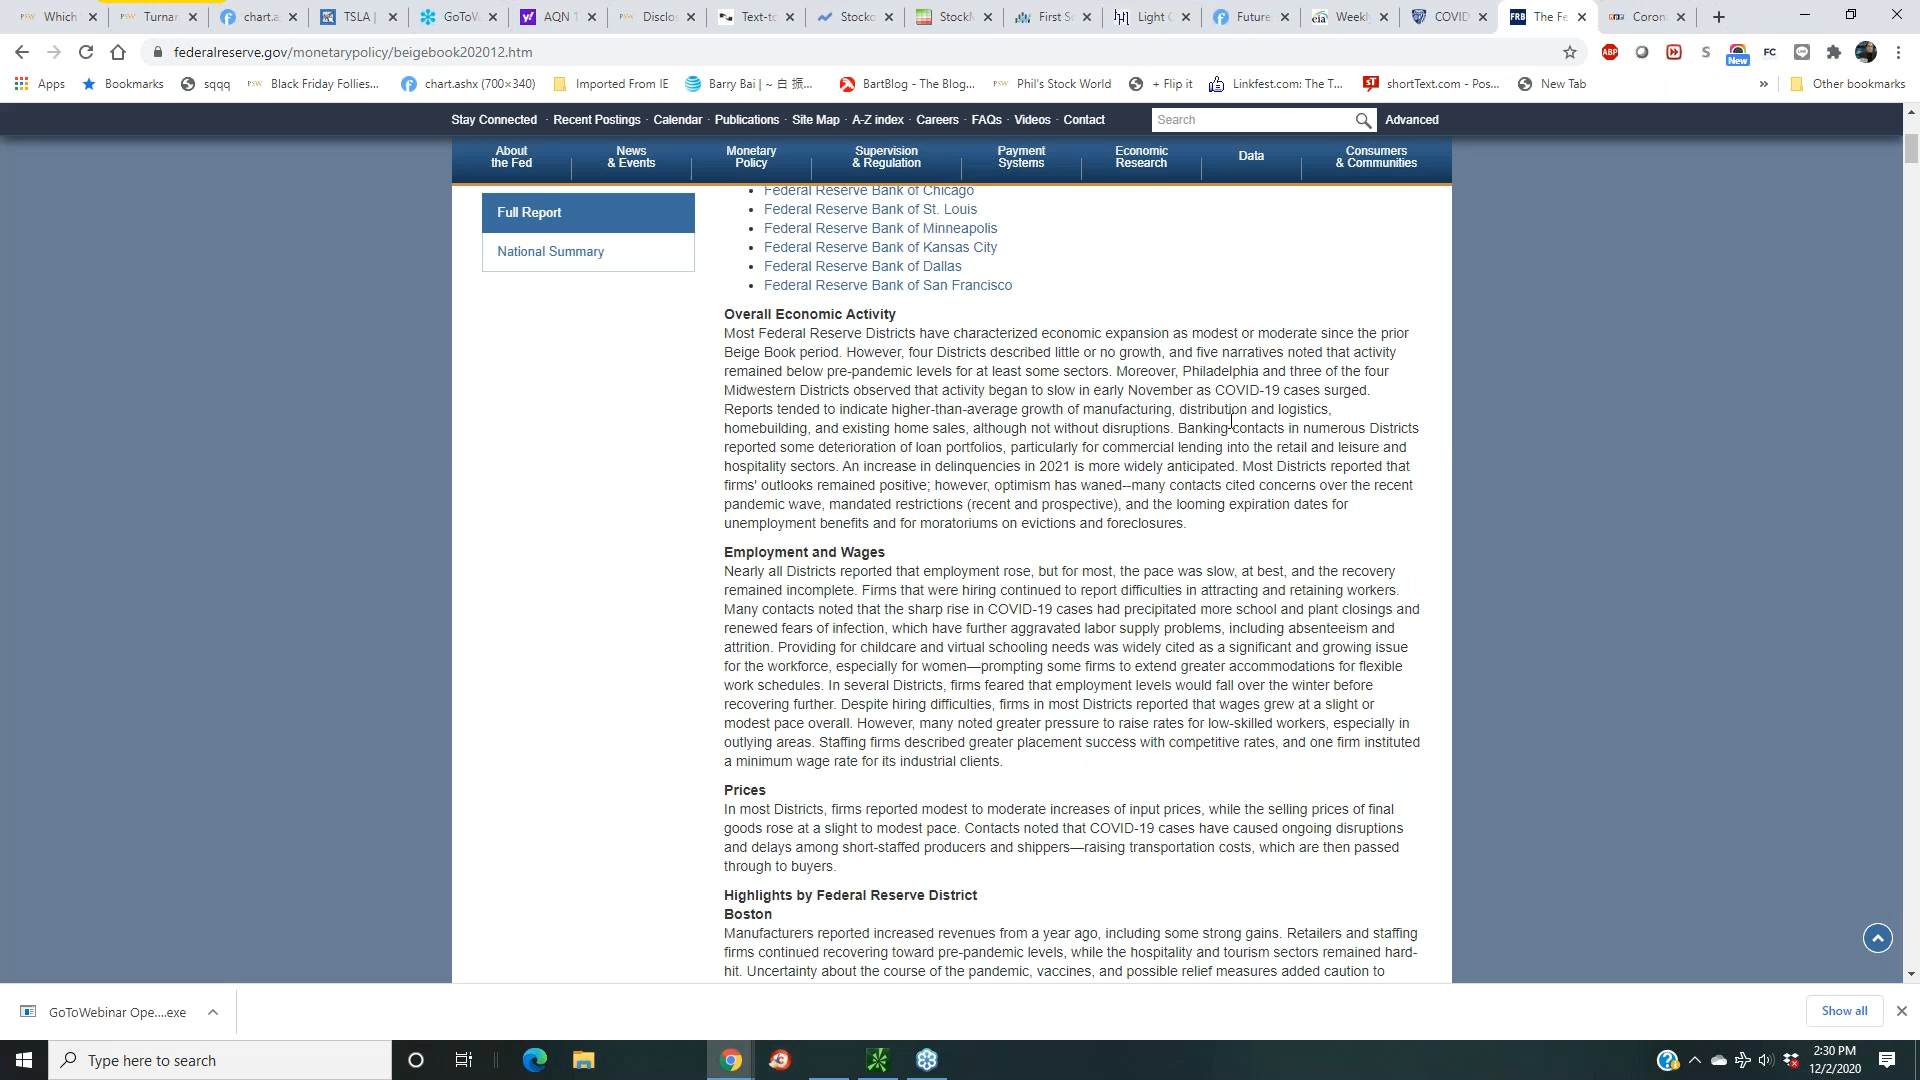 Which
Turnar
chart.a
TSLA |
GoToW
AQN 1
Disclo
Text-to
Stocko
StockM
First So
Light C
Future
Weekl
COVID
The Fe
Coron
federalreserve.gov/monetarypolicy/beigebook202012.htm
ABP
S
FC
New
Apps
Bookmarks
sqqq
Black Friday Follies...
chart.ashx (700×340)
Imported From IE
Barry Bai | ~ 白 振...
BartBlog - The Blog...
Phil's Stock World
+ Flip it
Linkfest.com: The T...
shortText.com - Pos...
New Tab
»
Other bookmarks
Stay Connected · Recent Postings · Calendar · Publications · Site Map · A-Z index · Careers · FAQs · Videos · Contact
Search
Advanced
About
the Fed
News
& Events
Monetary
Policy
Supervision
& Regulation
Payment
Systems
Economic
Research
Data
Consumers
& Communities
Full Report
National Summary
• Federal Reserve Bank of Chicago
• Federal Reserve Bank of St. Louis
• Federal Reserve Bank of Minneapolis
• Federal Reserve Bank of Kansas City
• Federal Reserve Bank of Dallas
• Federal Reserve Bank of San Francisco
Overall Economic Activity
Most Federal Reserve Districts have characterized economic expansion as modest or moderate since the prior
Beige Book period. However, four Districts described little or no growth, and five narratives noted that activity
remained below pre-pandemic levels for at least some sectors. Moreover, Philadelphia and three of the four
Midwestern Districts observed that activity began to slow in early November as COVID-19 cases surged.
Reports tended to indicate higher-than-average growth of manufacturing, distribution and logistics,
homebuilding, and existing home sales, although not without disruptions. Banking contacts in numerous Districts
reported some deterioration of loan portfolios, particularly for commercial lending into the retail and leisure and
hospitality sectors. An increase in delinquencies in 2021 is more widely anticipated. Most Districts reported that
firms' outlooks remained positive; however, optimism has waned--many contacts cited concerns over the recent
pandemic wave, mandated restrictions (recent and prospective), and the looming expiration dates for
unemployment benefits and for moratoriums on evictions and foreclosures.
Employment and Wages
Nearly all Districts reported that employment rose, but for most, the pace was slow, at best, and the recovery
remained incomplete. Firms that were hiring continued to report difficulties in attracting and retaining workers.
Many contacts noted that the sharp rise in COVID-19 cases had precipitated more school and plant closings and
renewed fears of infection, which have further aggravated labor supply problems, including absenteeism and
attrition. Providing for childcare and virtual schooling needs was widely cited as a significant and growing issue
for the workforce, especially for women—prompting some firms to extend greater accommodations for flexible
work schedules. In several Districts, firms feared that employment levels would fall over the winter before
recovering further. Despite hiring difficulties, firms in most Districts reported that wages grew at a slight or
modest pace overall. However, many noted greater pressure to raise rates for low-skilled workers, especially in
outlying areas. Staffing firms described greater placement success with competitive rates, and one firm instituted
a minimum wage rate for its industrial clients.
Prices
In most Districts, firms reported modest to moderate increases of input prices, while the selling prices of final
goods rose at a slight to modest pace. Contacts noted that COVID-19 cases have caused ongoing disruptions
and delays among short-staffed producers and shippers—raising transportation costs, which are then passed
through to buyers.
Highlights by Federal Reserve District
Boston
Manufacturers reported increased revenues from a year ago, including some strong gains. Retailers and staffing
firms continued recovering toward pre-pandemic levels, while the hospitality and tourism sectors remained hard-
hit. Uncertainty about the course of the pandemic, vaccines, and possible relief measures added caution to
GoToWebinar Ope....exe
Show all
Type here to search
2:30 PM
12/2/2020